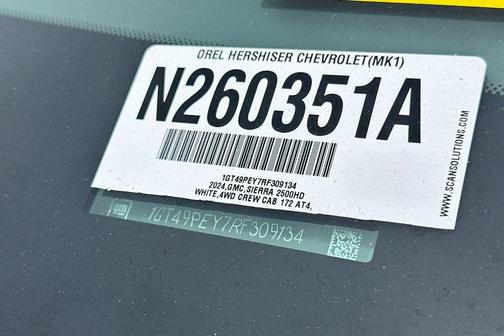 OREL HERSHISER CHEVROLET(MK1)
N260351A
1GT49PEY7RF309134
2024,GMC,SIERRA 2500HD
WHITE,4WD CREW CAB 172 AT4,
WWW.SCANSOLUTIONS.COM
gm 1GT49PEY7RF309134